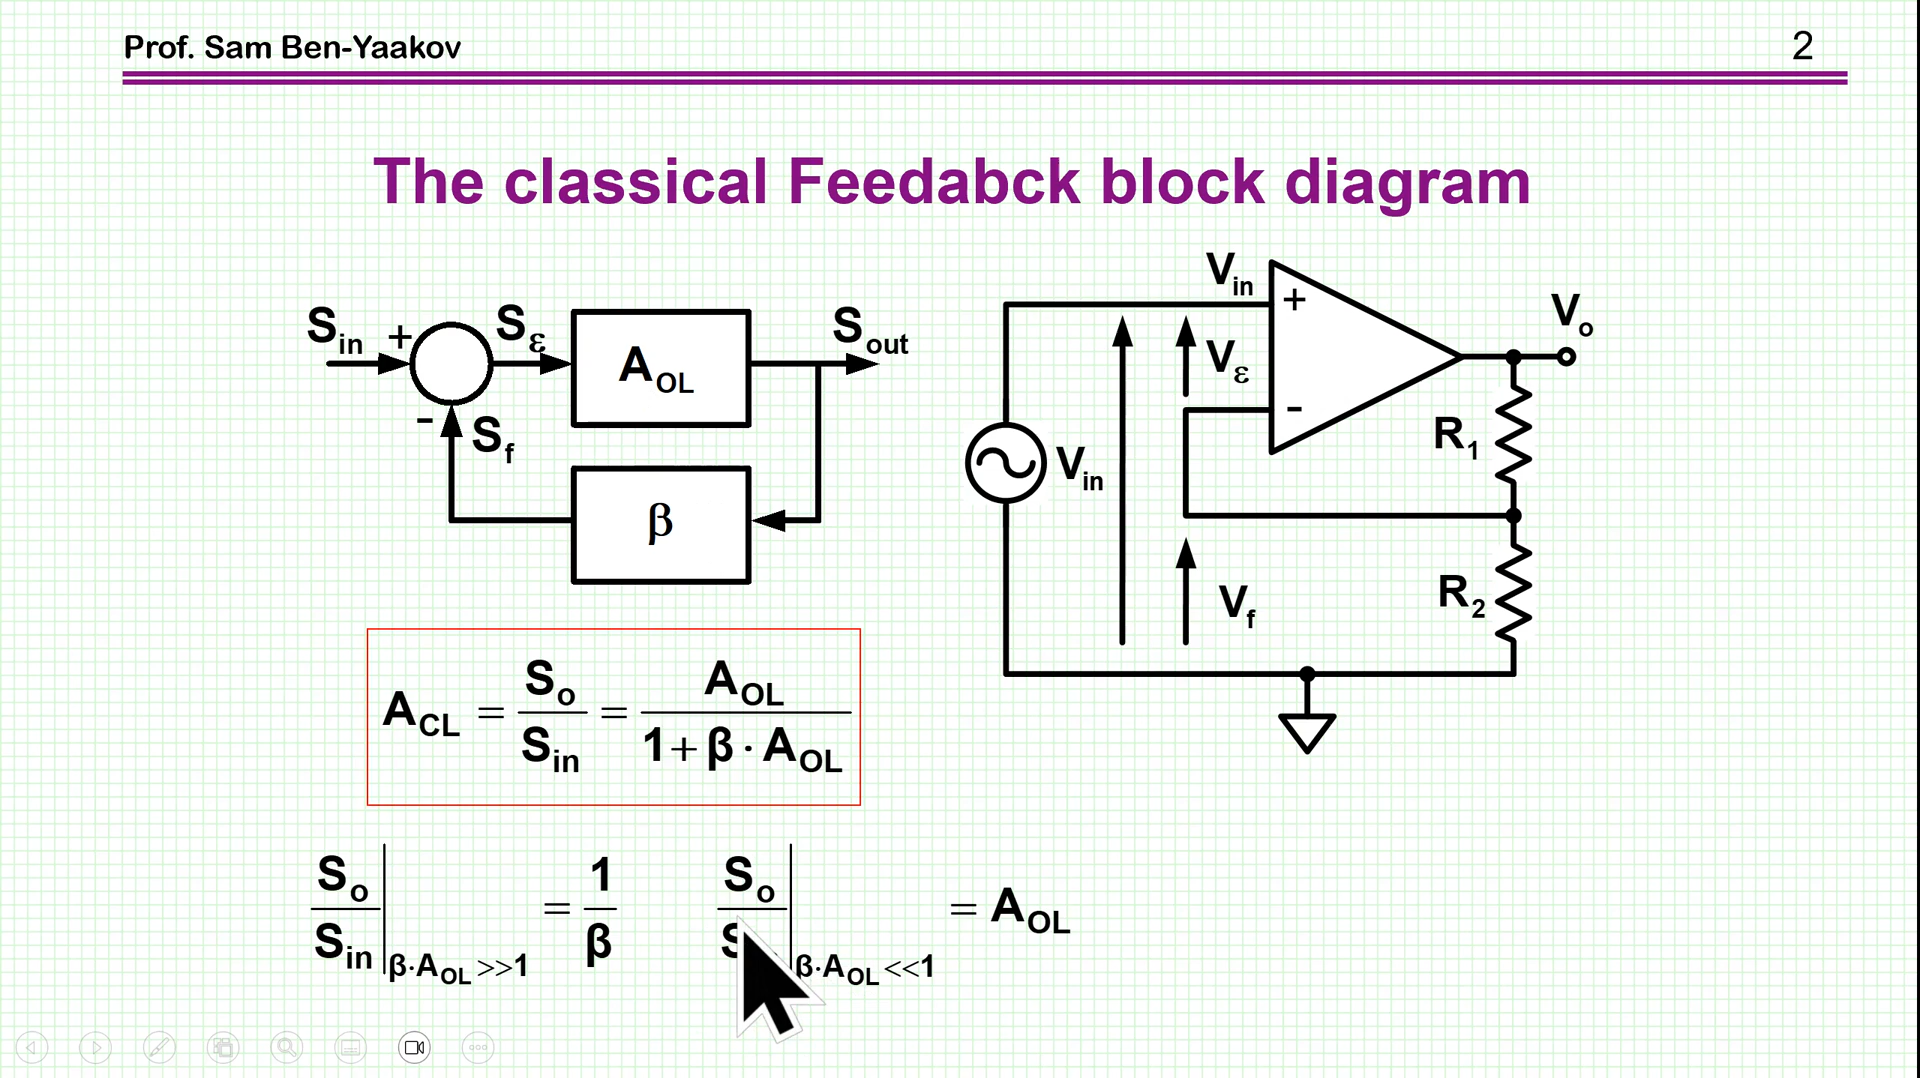 Prof. Sam Ben-Yaakov
2
The classical Feedabck block diagram
S_in + S_ε A_OL S_out
- S_f
β
V_in + V_o
V_ε
-
R_1
V_in
R_2
V_f
A_CL = S_o / S_in = A_OL / (1 + β · A_OL)
S_o / S_in | β·A_OL >>1 = 1 / β
S_o / | β·A_OL <<1 = A_OL